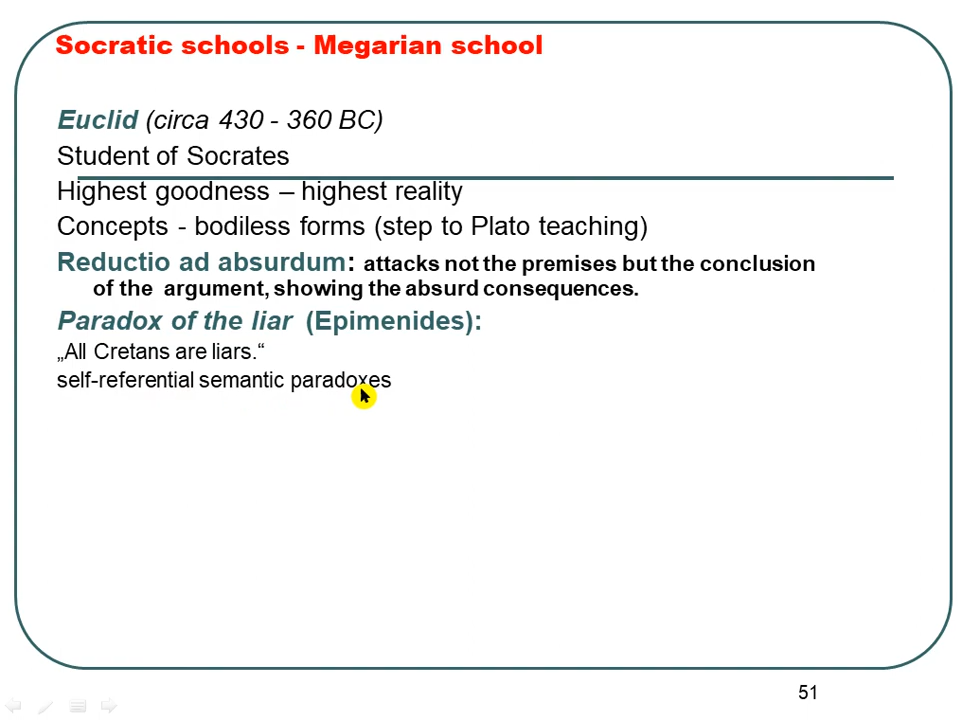 Socratic schools - Megarian school
Euclid (circa 430 - 360 BC)
Student of Socrates
Highest goodness – highest reality
Concepts - bodiless forms (step to Plato teaching)
Reductio ad absurdum: attacks not the premises but the conclusion
of the argument, showing the absurd consequences.
Paradox of the liar (Epimenides):
„All Cretans are liars.“
self-referential semantic paradoxes
51